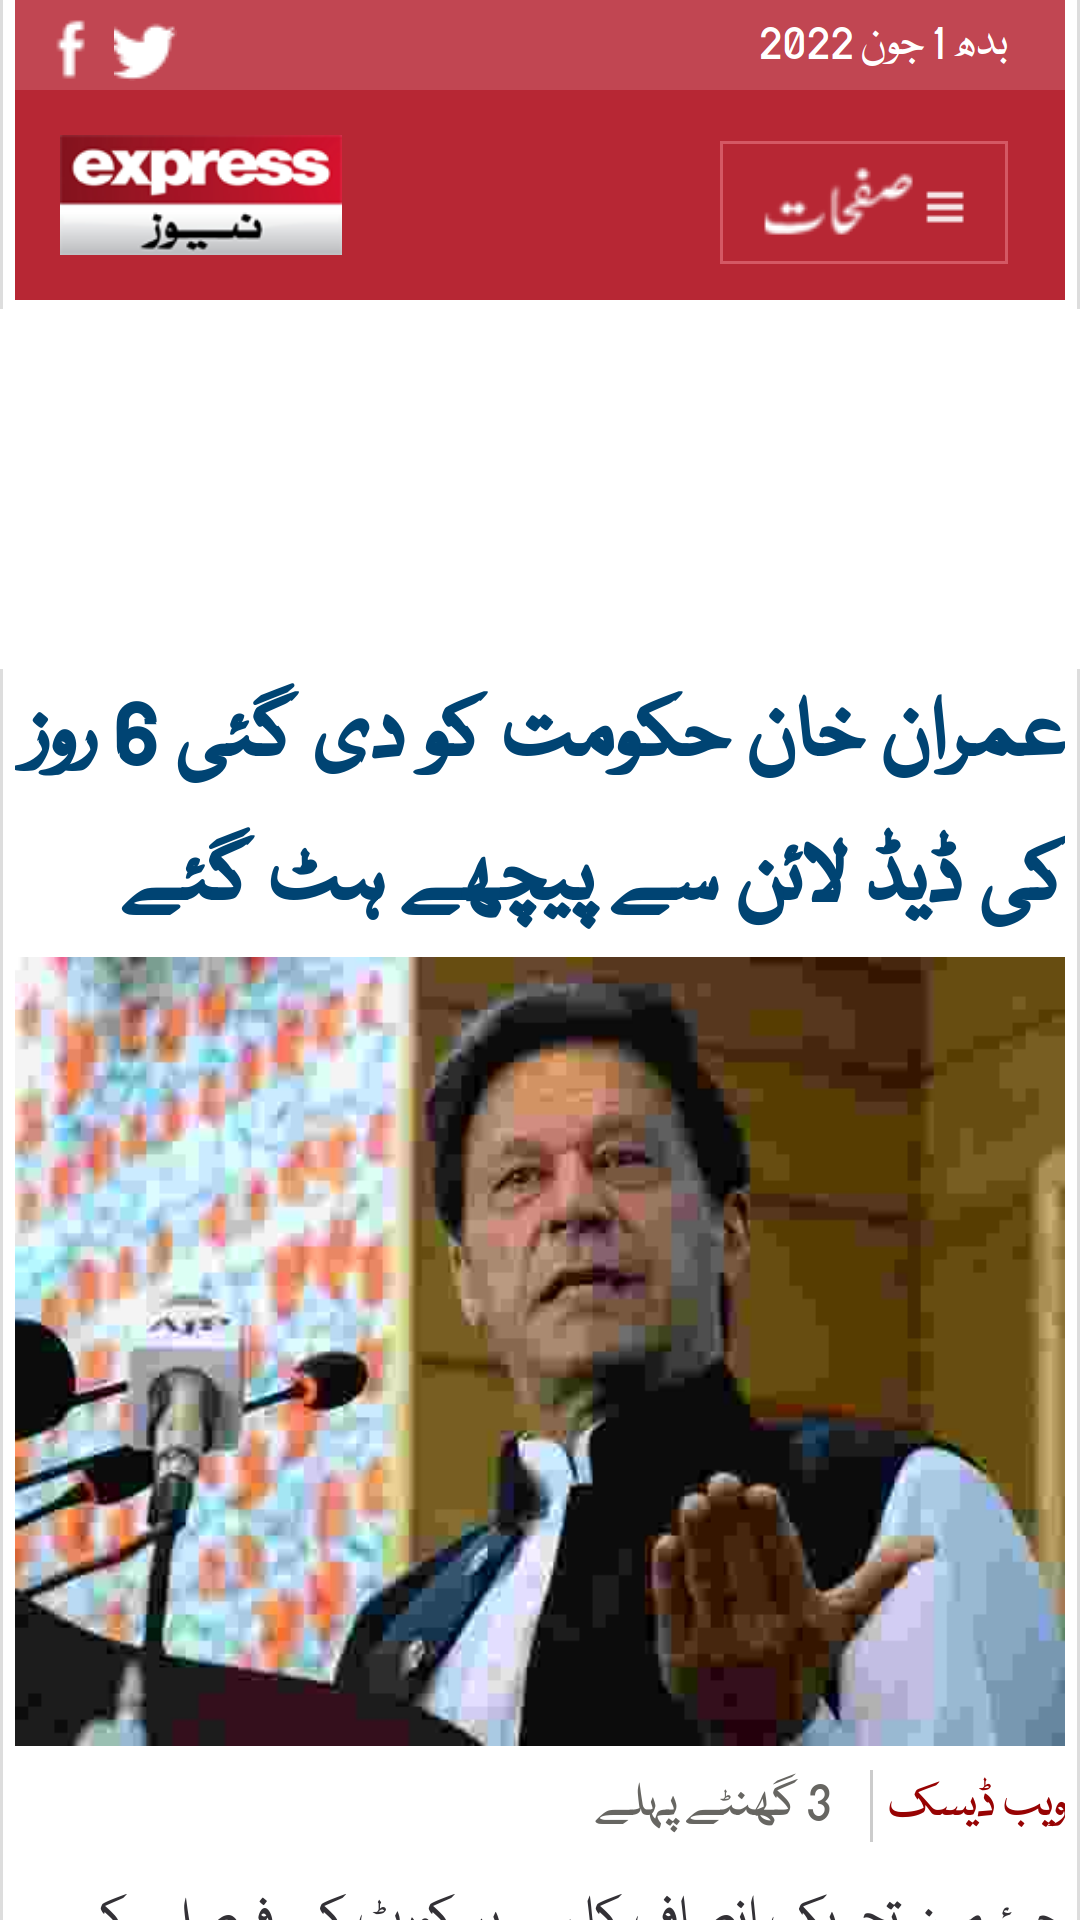 بدھ 1 جون 2022
express
نیوز
صفحات
عمران خان حکومت کو دی گئی 6 روز
کی ڈیڈ لائن سے پیچھے ہٹ گئے
ویب ڈیسک
3 گھنٹے پہلے